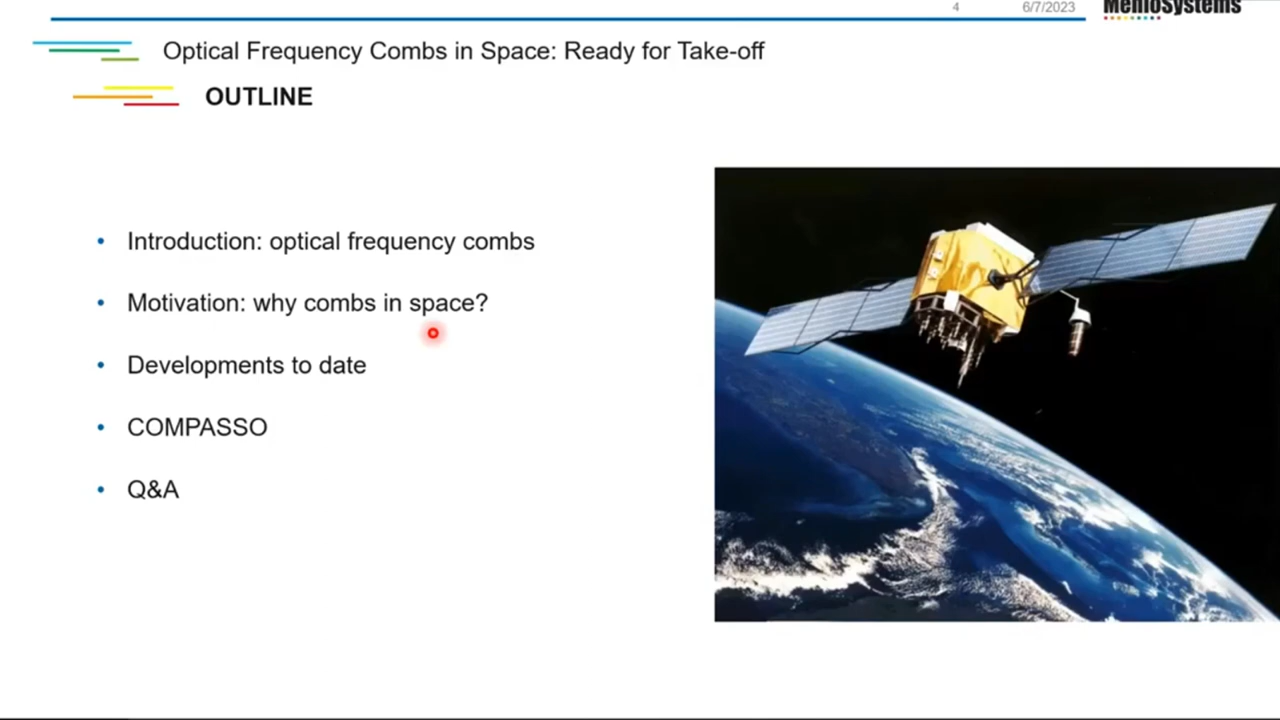 4 6/7/2023 MenloSystems
Optical Frequency Combs in Space: Ready for Take-off
OUTLINE
• Introduction: optical frequency combs
• Motivation: why combs in space?
• Developments to date
• COMPASSO
• Q&A